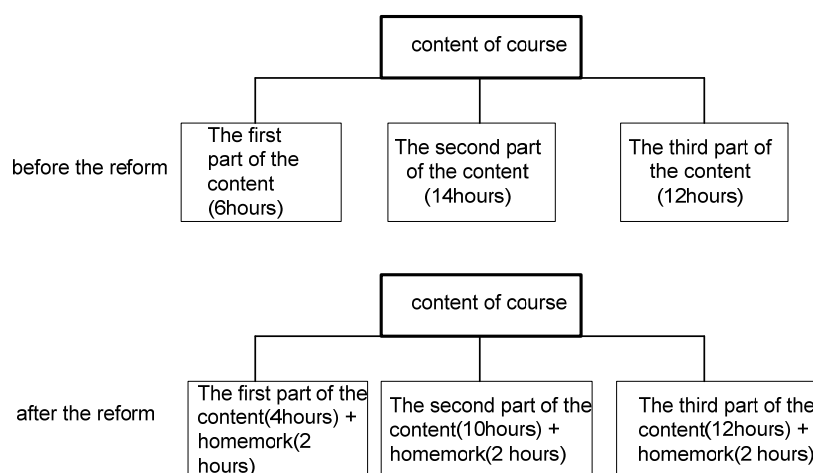 content of course
before the reform
The first
part of the
content
(6hours)
The second part
of the content
(14hours)
The third part of
the content
(12hours)
content of course
after the reform
The first part of the
content(4hours) +
homemork(2
hours)
The second part of the
content(10hours) +
homemork(2 hours)
The third part of the
content(12hours) +
homemork(2 hours)